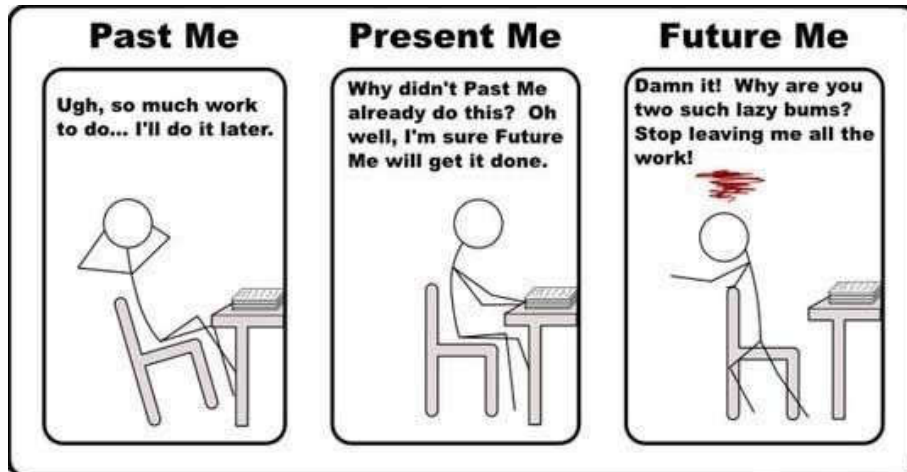 Past Me
Ugh, so much work
to do... I'll do it later.
Present Me
Why didn't Past Me
already do this? Oh
well, I'm sure Future
Me will get it done.
Future Me
Damn it! Why are you
two such lazy bums?
Stop leaving me all the
work!